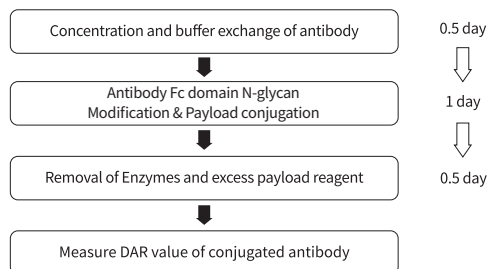 Concentration and buffer exchange of antibody
0.5 day
Antibody Fc domain N-glycan
Modification & Payload conjugation
1 day
Removal of Enzymes and excess payload reagent
0.5 day
Measure DAR value of conjugated antibody